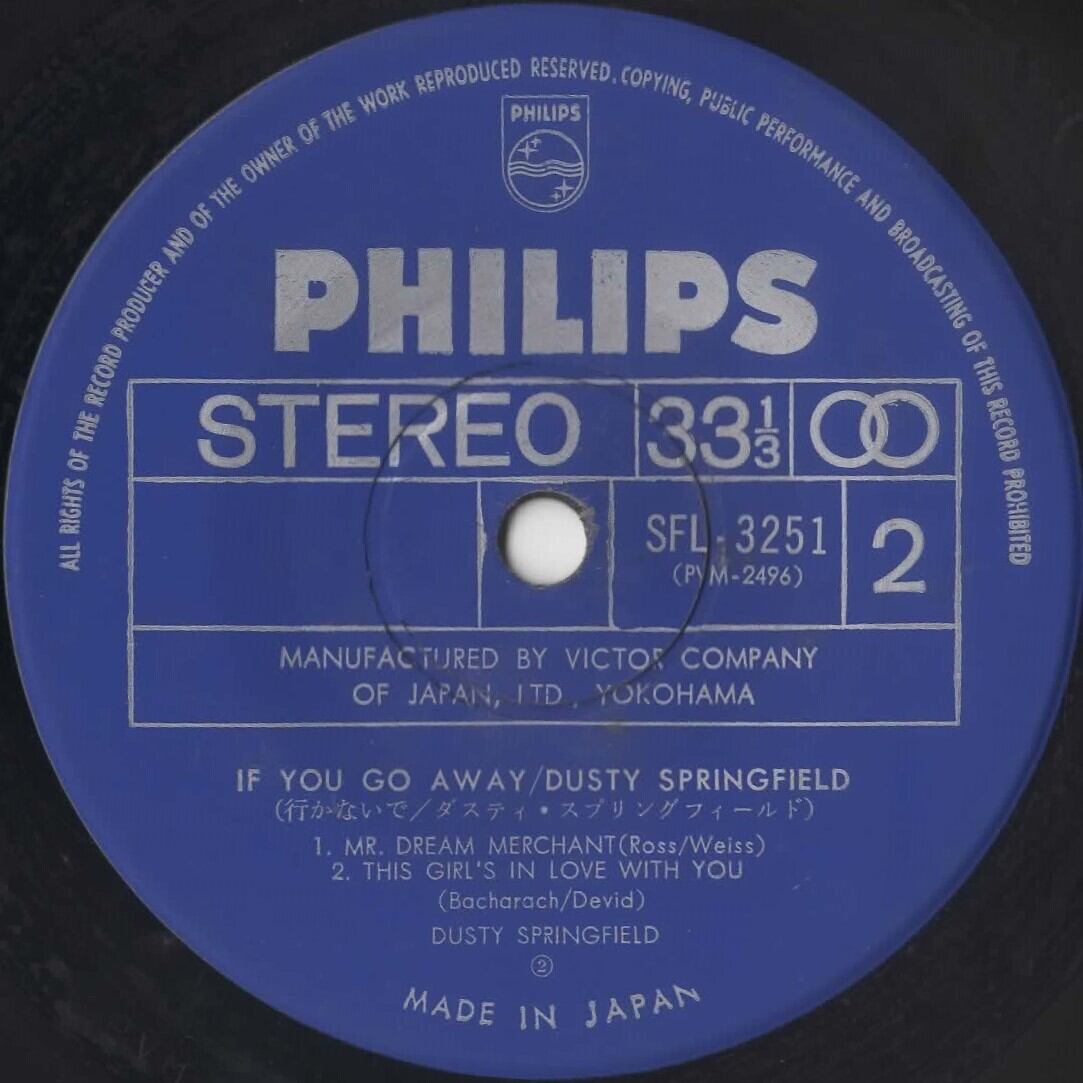 ALL RIGHTS OF THE RECORD PRODUCER AND OF THE OWNER OF THE WORK REPRODUCED RESERVED. COPYING, PUBLIC PERFORMANCE AND BROADCASTING OF THIS RECORD PROHIBITED
PHILIPS
PHILIPS
STEREO 33 1/3
SFL-3251 2
(PVM-2496)
MANUFACTURED BY VICTOR COMPANY
OF JAPAN, LTD., YOKOHAMA
IF YOU GO AWAY/DUSTY SPRINGFIELD
(行かないで/ダスティ・スプリングフィールド)
1. MR. DREAM MERCHANT(Ross/Weiss)
2. THIS GIRL'S IN LOVE WITH YOU
(Bacharach/Devid)
DUSTY SPRINGFIELD
②
MADE IN JAPAN